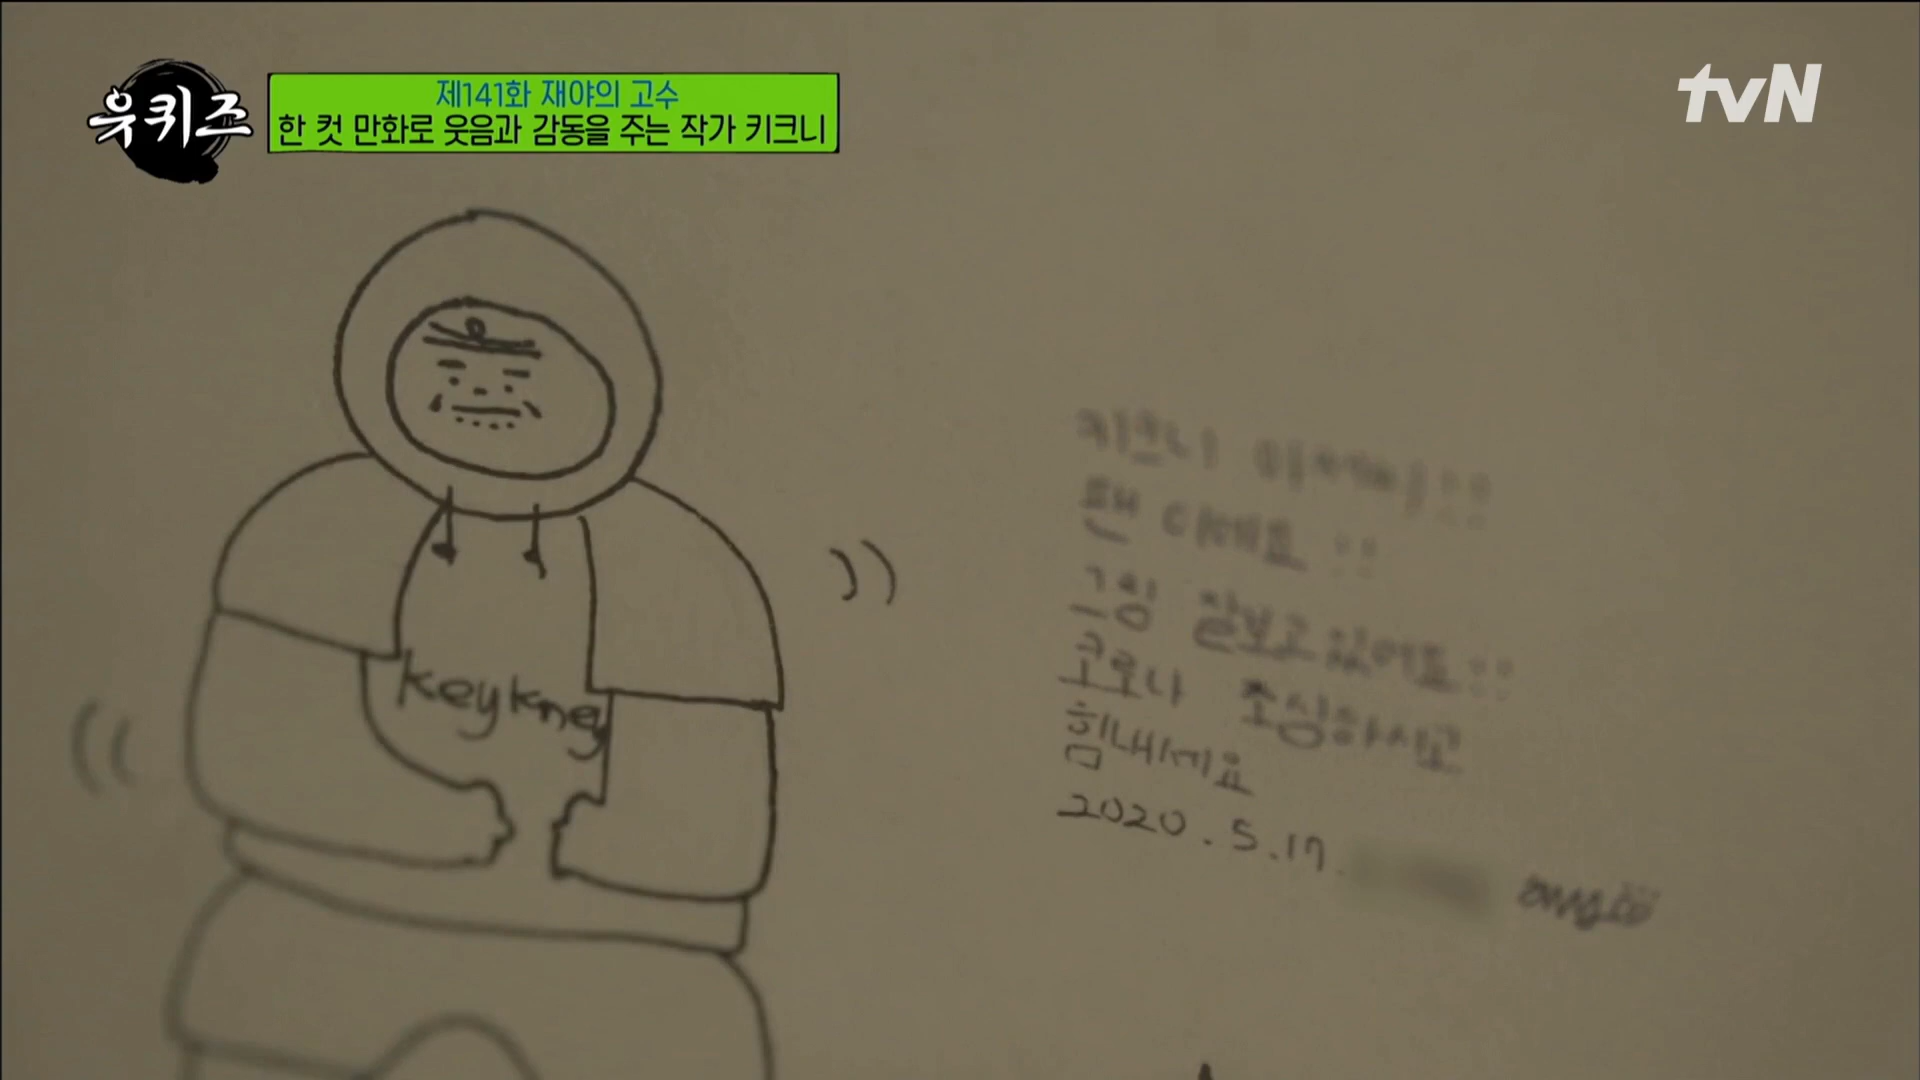 유퀴즈
제141화 재야의 고수
한 컷 만화로 웃음과 감동을 주는 작가 키크니
tvN
keykney
키크니
팬 이에요!!
그림 잘보고있어요!!
코로나 조심하시고
힘내세요
2020.5.17.